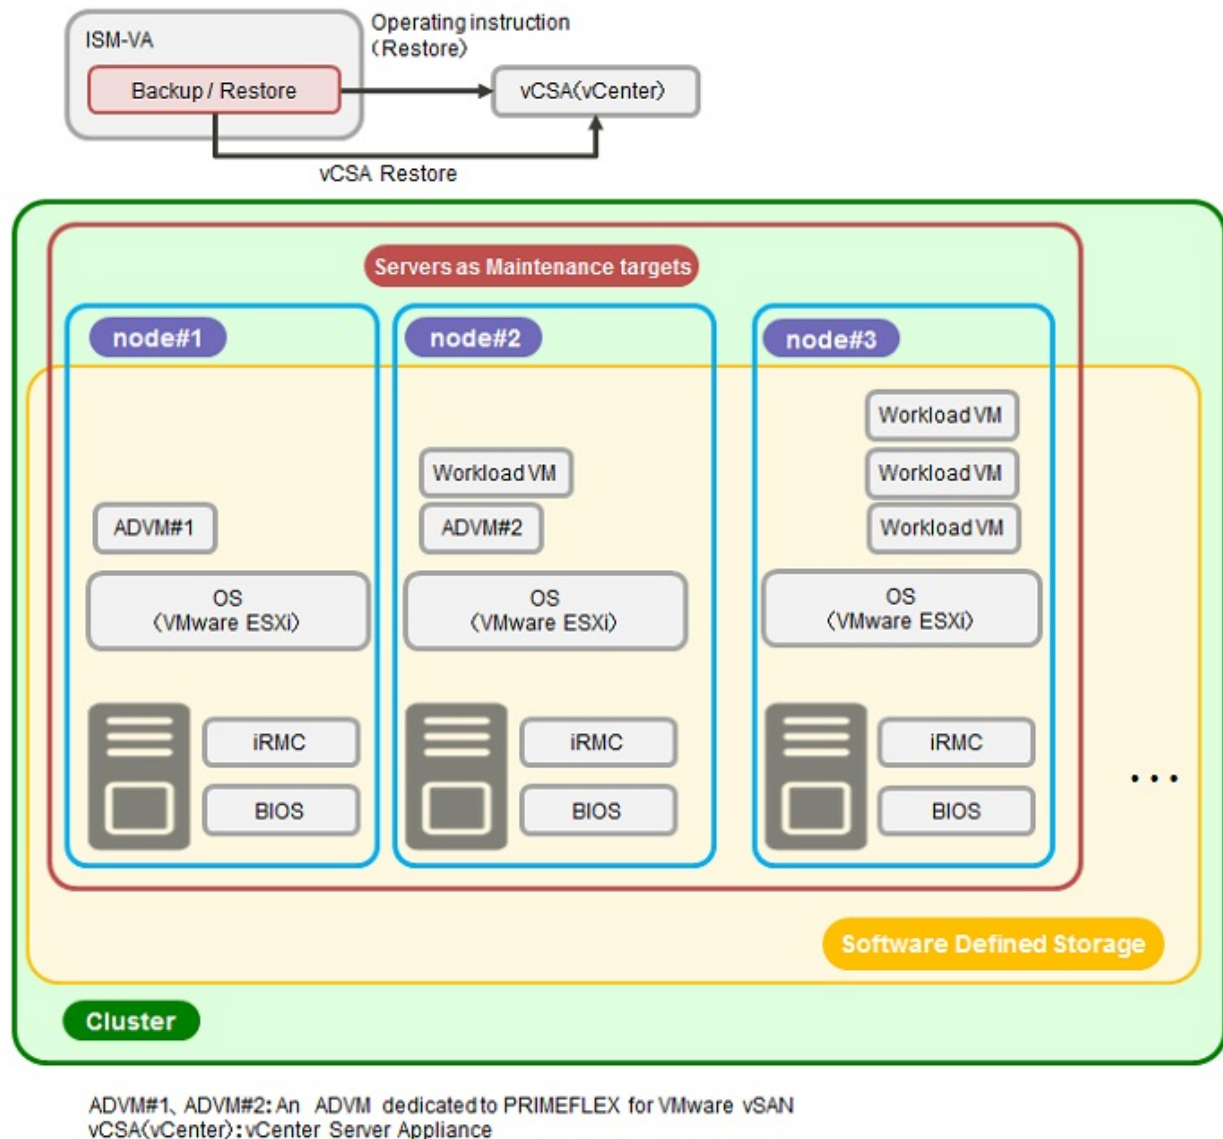 Operating instruction
(Restore)
ISM-VA
Backup / Restore
vCSA(vCenter)
vCSA Restore
Servers as Maintenance targets
node#1
node#2
node#3
Workload VM
Workload VM
Workload VM
Workload VM
ADVM#1
ADVM#2
OS
(VMware ESXi)
OS
(VMware ESXi)
OS
(VMware ESXi)
iRMC
iRMC
iRMC
BIOS
BIOS
BIOS
...
Software Defined Storage
Cluster
ADVM#1、ADVM#2: An ADVM dedicated to PRIMEFLEX for VMware vSAN
vCSA(vCenter): vCenter Server Appliance